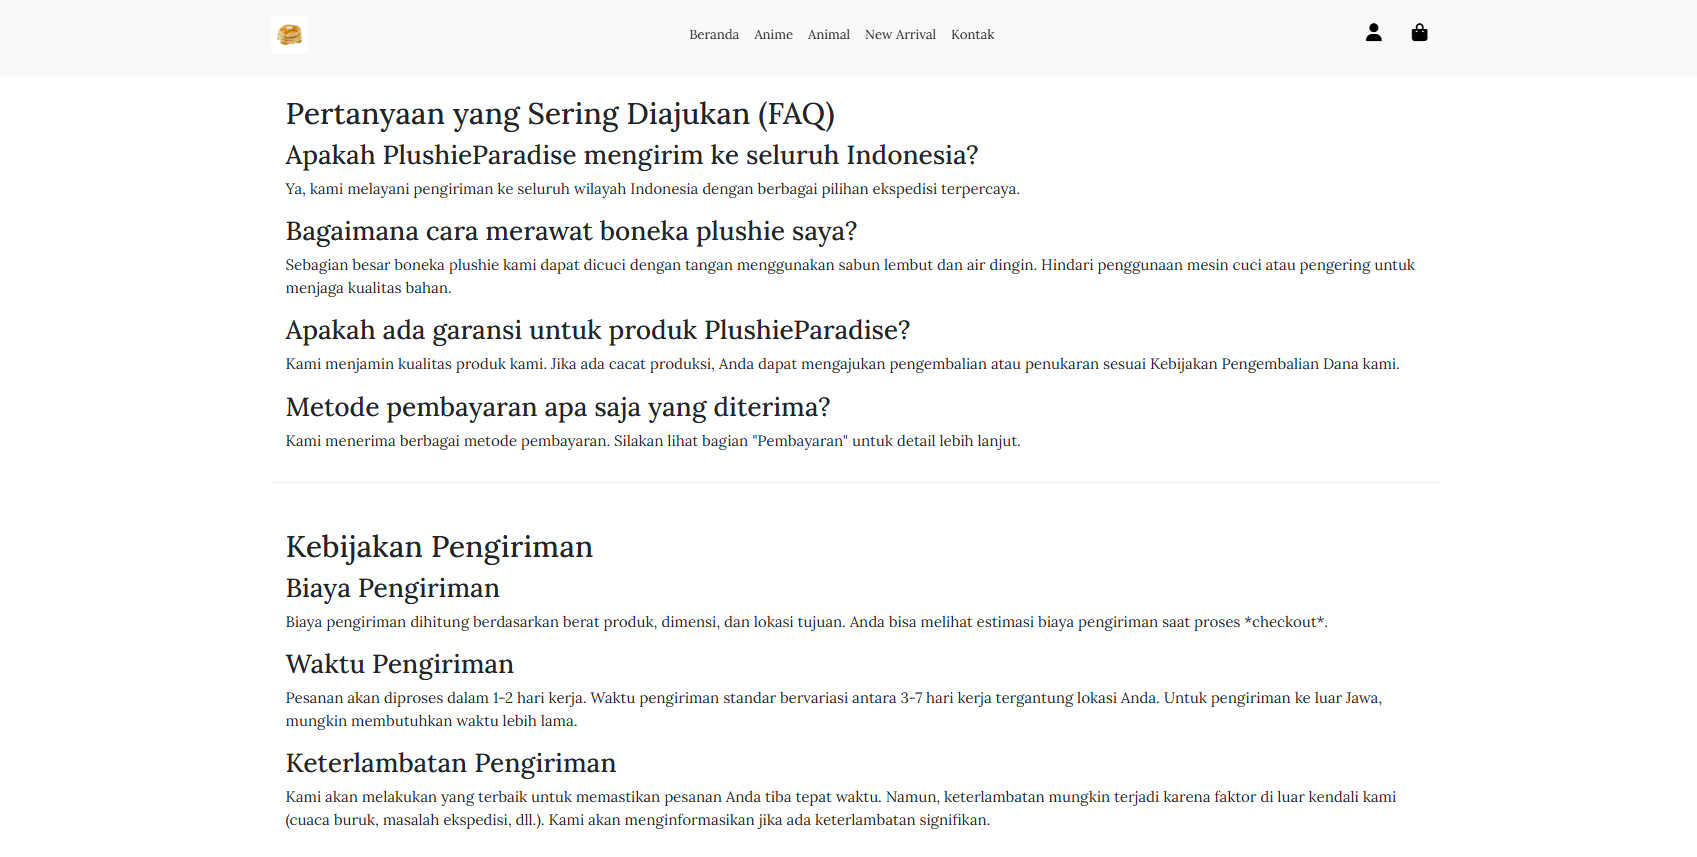 Beranda Anime Animal New Arrival Kontak
Pertanyaan yang Sering Diajukan (FAQ)
Apakah PlushieParadise mengirim ke seluruh Indonesia?
Ya, kami melayani pengiriman ke seluruh wilayah Indonesia dengan berbagai pilihan ekspedisi terpercaya.
Bagaimana cara merawat boneka plushie saya?
Sebagian besar boneka plushie kami dapat dicuci dengan tangan menggunakan sabun lembut dan air dingin. Hindari penggunaan mesin cuci atau pengering untuk
menjaga kualitas bahan.
Apakah ada garansi untuk produk PlushieParadise?
Kami menjamin kualitas produk kami. Jika ada cacat produksi, Anda dapat mengajukan pengembalian atau penukaran sesuai Kebijakan Pengembalian Dana kami.
Metode pembayaran apa saja yang diterima?
Kami menerima berbagai metode pembayaran. Silakan lihat bagian "Pembayaran" untuk detail lebih lanjut.
Kebijakan Pengiriman
Biaya Pengiriman
Biaya pengiriman dihitung berdasarkan berat produk, dimensi, dan lokasi tujuan. Anda bisa melihat estimasi biaya pengiriman saat proses *checkout*.
Waktu Pengiriman
Pesanan akan diproses dalam 1-2 hari kerja. Waktu pengiriman standar bervariasi antara 3-7 hari kerja tergantung lokasi Anda. Untuk pengiriman ke luar Jawa,
mungkin membutuhkan waktu lebih lama.
Keterlambatan Pengiriman
Kami akan melakukan yang terbaik untuk memastikan pesanan Anda tiba tepat waktu. Namun, keterlambatan mungkin terjadi karena faktor di luar kendali kami
(cuaca buruk, masalah ekspedisi, dll.). Kami akan menginformasikan jika ada keterlambatan signifikan.